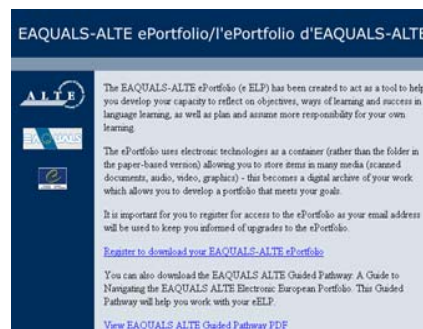 EAQUALS-ALTE ePortfolio/l'ePortfolio d'EAQUALS-ALTE
ALTE
EAQUALS
The EAQUALS-ALTE ePortfolio (e ELP) has been created to act as a tool to help
you develop your capacity to reflect on objectives, ways of learning and success in
language learning, as well as plan and assume more responsibility for your own
learning.
The ePortfolio uses electronic technologies as a container (rather than the folder in
the paper-based version) allowing you to store items in many media (scanned
documents, audio, video, graphics) - this becomes a digital archive of your work
which allows you to develop a portfolio that meets your goals.
It is important for you to register for access to the ePortfolio as your email address
will be used to keep you informed of upgrades to the ePortfolio.
Register to download your EAQUALS-ALTE ePortfolio
You can also download the EAQUALS ALTE Guided Pathway: A Guide to
Navigating the EAQUALS ALTE Electronic European Portfolio. This Guided
Pathway will help you work with your eELP.
View EAQUALS ALTE Guided Pathway PDF